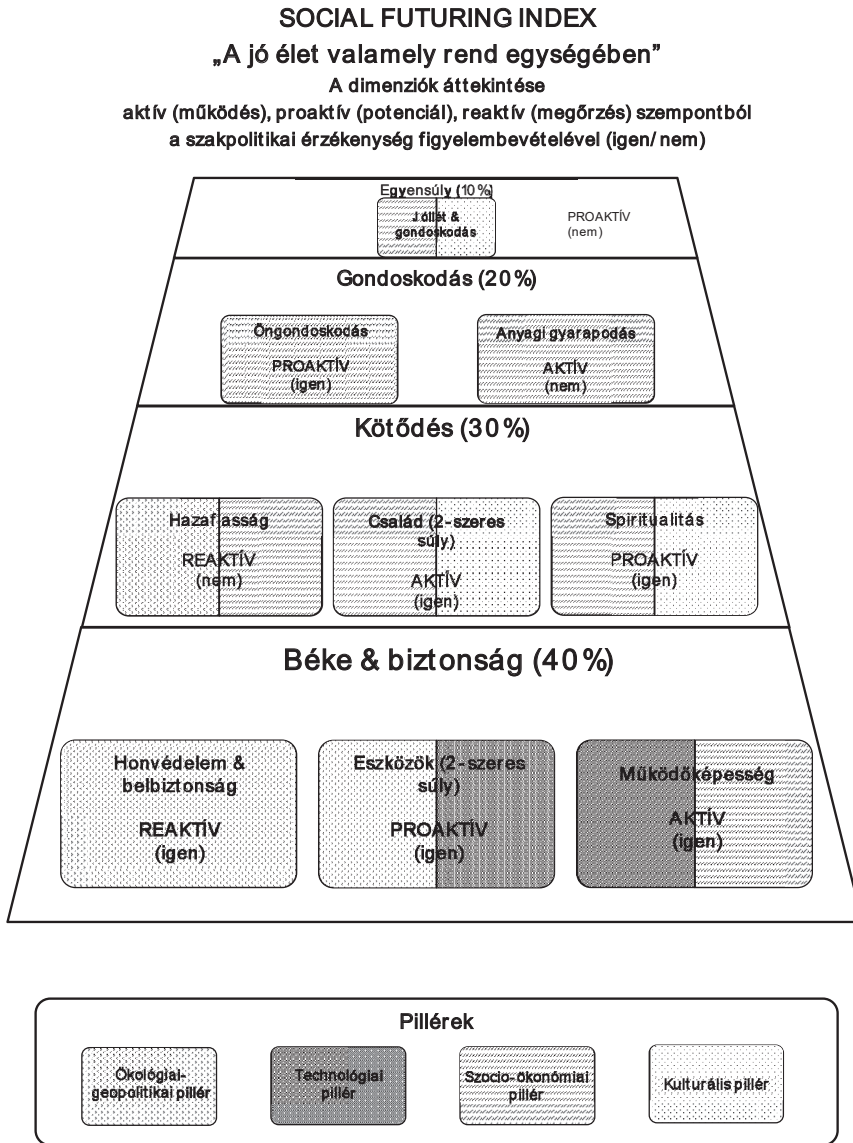 SOCIAL FUTURING INDEX
„A jó élet valamely rend egységében”
A dimenziók áttekintése
aktív (működés), proaktív (potenciál), reaktív (megőrzés) szempontból
a szakpolitikai érzékenység figyelembevételével (igen/ nem)
Egyensúly (10%)
Jóllét &
gondoskodás
PROAKTÍV
(nem)
Gondoskodás (20%)
Öngondoskodás
PROAKTÍV
(igen)
Anyagi gyarapodás
AKTÍV
(nem)
Kötődés (30%)
Hazafiasság
REAKTÍV
(nem)
Család (2-szeres
súly)
AKTÍV
(igen)
Spiritualitás
PROAKTÍV
(igen)
Béke & biztonság (40%)
Honvédelem &
belbiztonság
REAKTÍV
(igen)
Eszközök (2-szeres
súly)
PROAKTÍV
(igen)
Működőképesség
AKTÍV
(igen)
Pillérek
Ökológiai-
geopolitikai pillér
Technológiai
pillér
Szocio-ökonómiai
pillér
Kulturális pillér